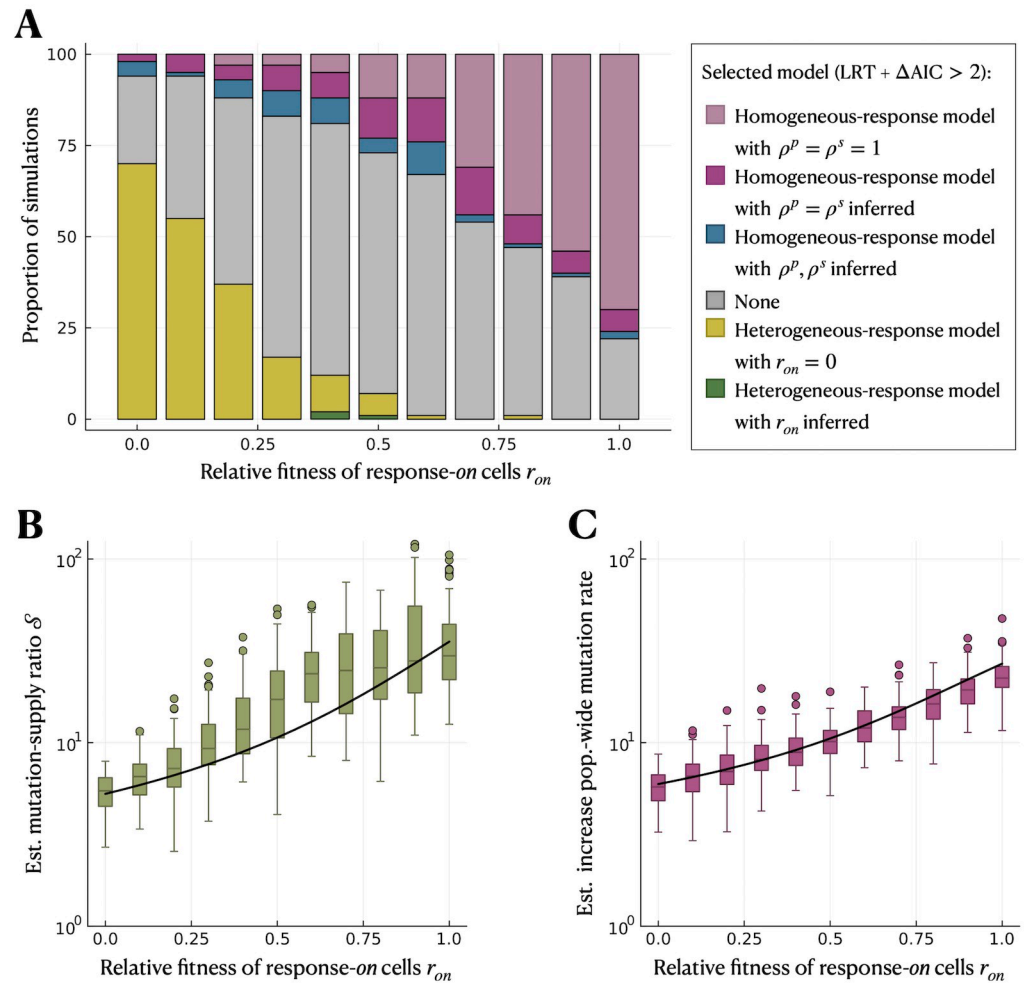 A
100
75
50
25
0
Proportion of simulations
0.0 0.25 0.5 0.75 1.0
Relative fitness of response-on cells r_on
Selected model (LRT + ΔAIC > 2):
Homogeneous-response model
with ρ^p = ρ^s = 1
Homogeneous-response model
with ρ^p = ρ^s inferred
Homogeneous-response model
with ρ^p, ρ^s inferred
None
Heterogeneous-response model
with r_on = 0
Heterogeneous-response model
with r_on inferred
B
10^2
10^1
10^0
Est. mutation-supply ratio 𝒮
0.0 0.25 0.50 0.75 1.0
Relative fitness of response-on cells r_on
C
10^2
10^1
10^0
Est. increase pop.-wide mutation rate
0.0 0.25 0.50 0.75 1.0
Relative fitness of response-on cells r_on